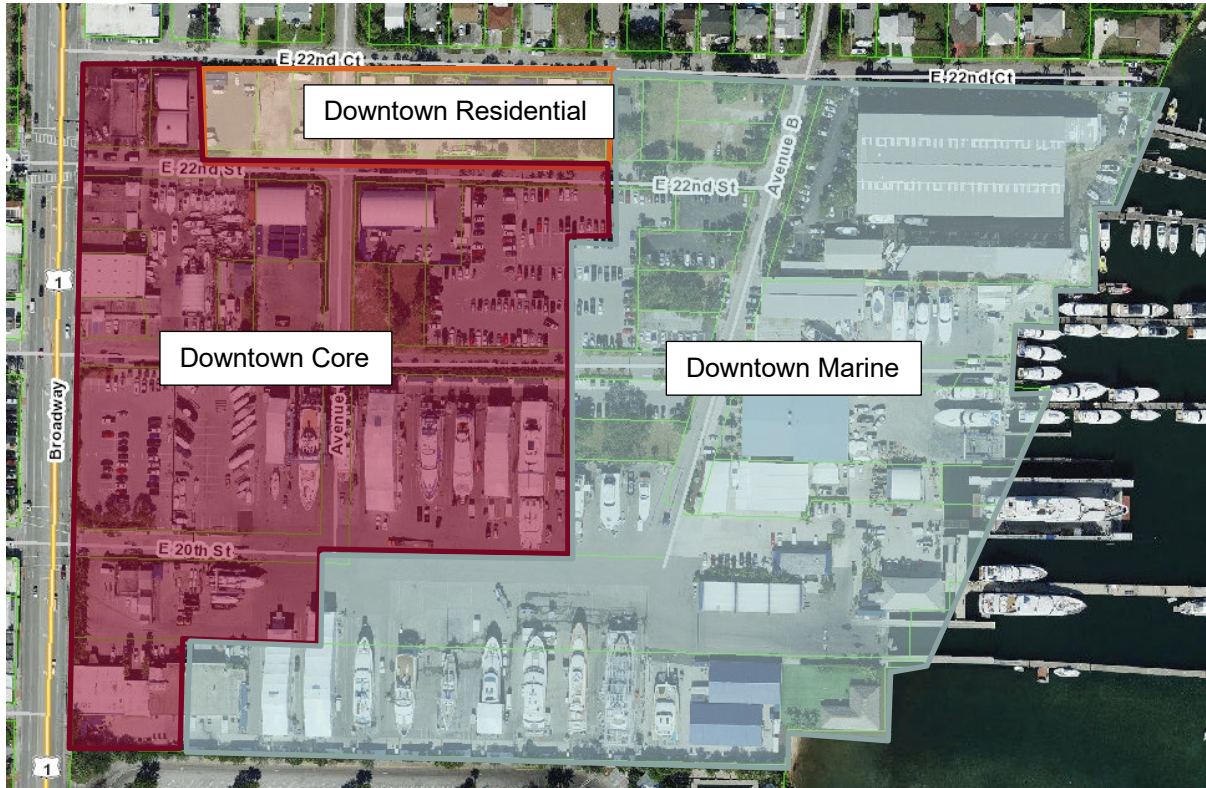 E 22nd Ct
E 22nd Ct
Downtown Residential
Avenue B
E 22nd St
E 22nd St
1
Downtown Core
Downtown Marine
Broadway
Avenue
E 20th St
1